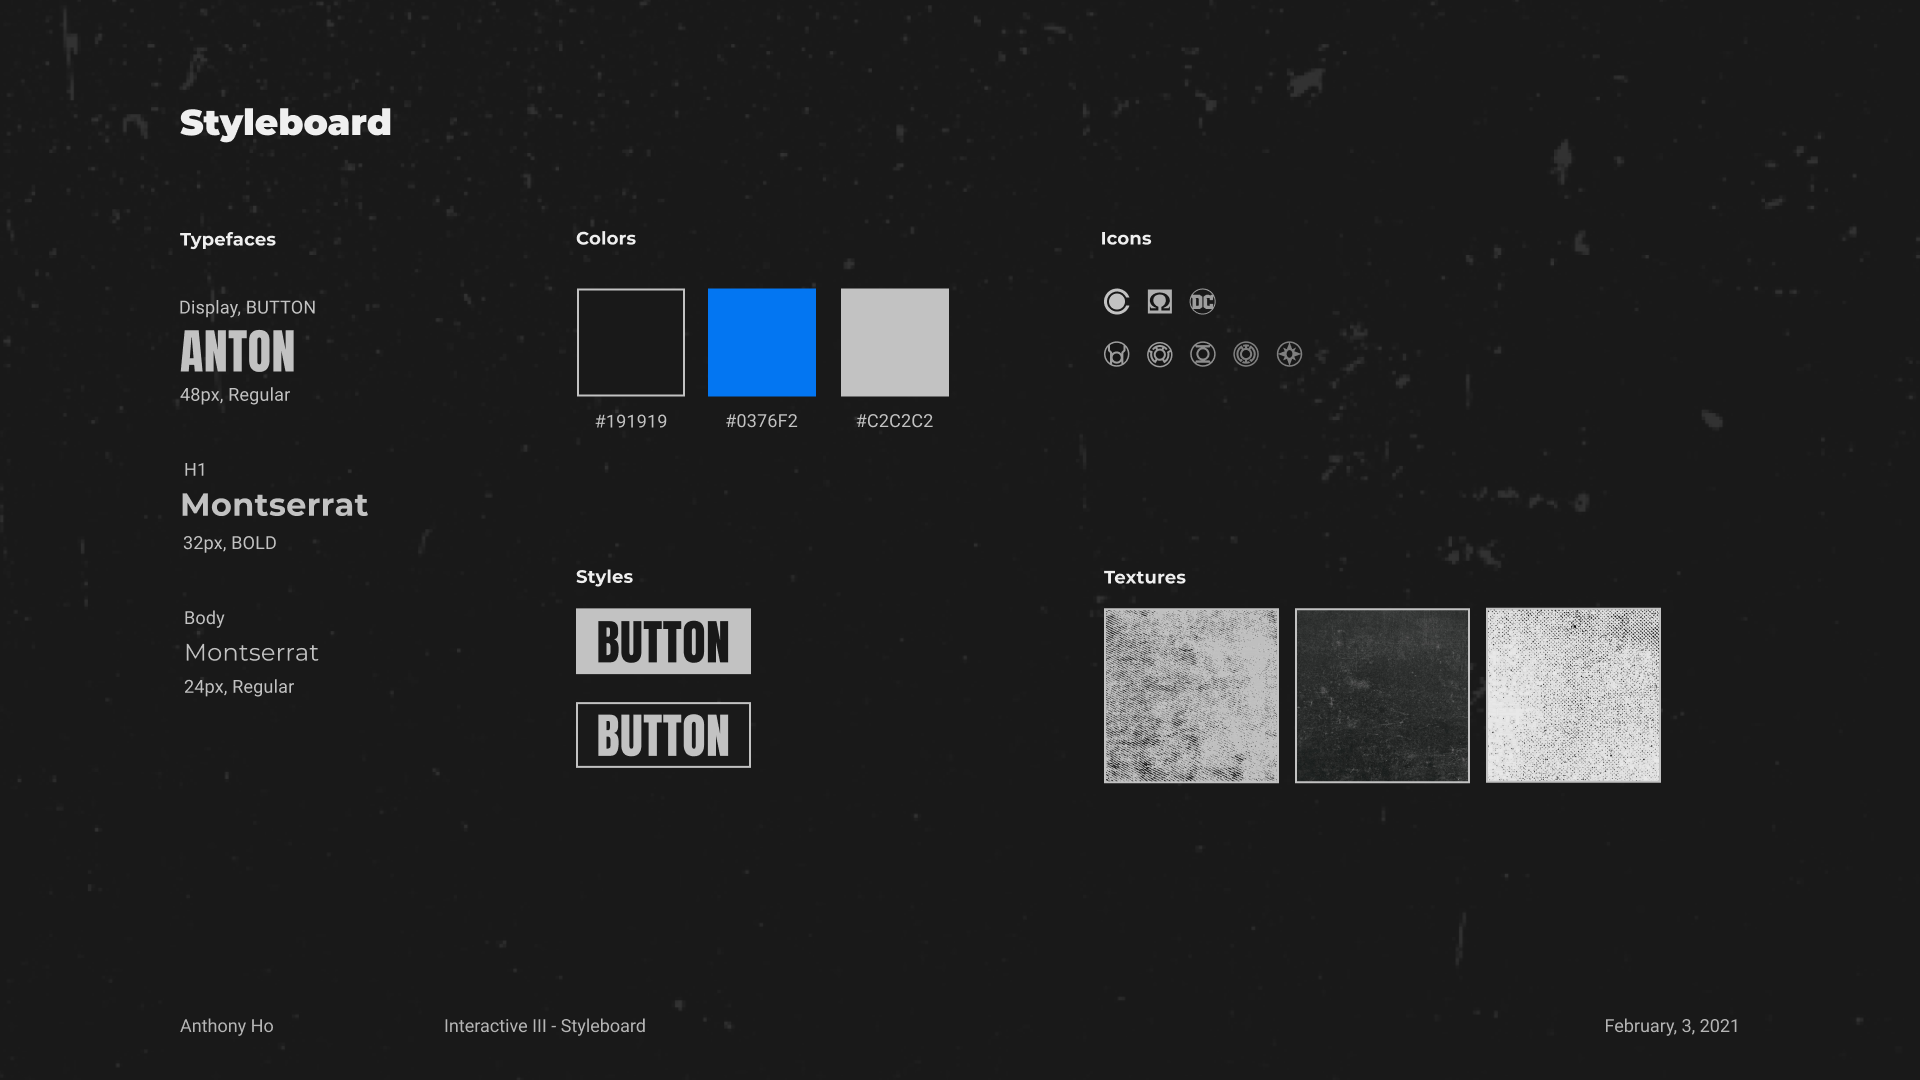 Styleboard
Typefaces
Display, BUTTON
ANTON
48px, Regular
H1
Montserrat
32px, BOLD
Body
Montserrat
24px, Regular
Colors
#191919
#0376F2
#C2C2C2
Styles
BUTTON
BUTTON
Icons
Ω
DC
Textures
Anthony Ho
Interactive III - Styleboard
February, 3, 2021